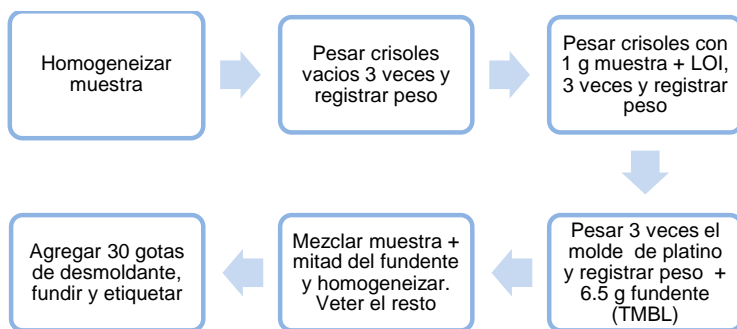 Homogeneizar
muestra
Pesar crisoles
vacios 3 veces y
registrar peso
Pesar crisoles con
1 g muestra + LOI,
3 veces y registrar
peso
Pesar 3 veces el
molde de platino
y registrar peso +
6.5 g fundente
(TMBL)
Mezclar muestra +
mitad del fundente
y homogeneizar.
Veter el resto
Agregar 30 gotas
de desmoldante,
fundir y etiquetar